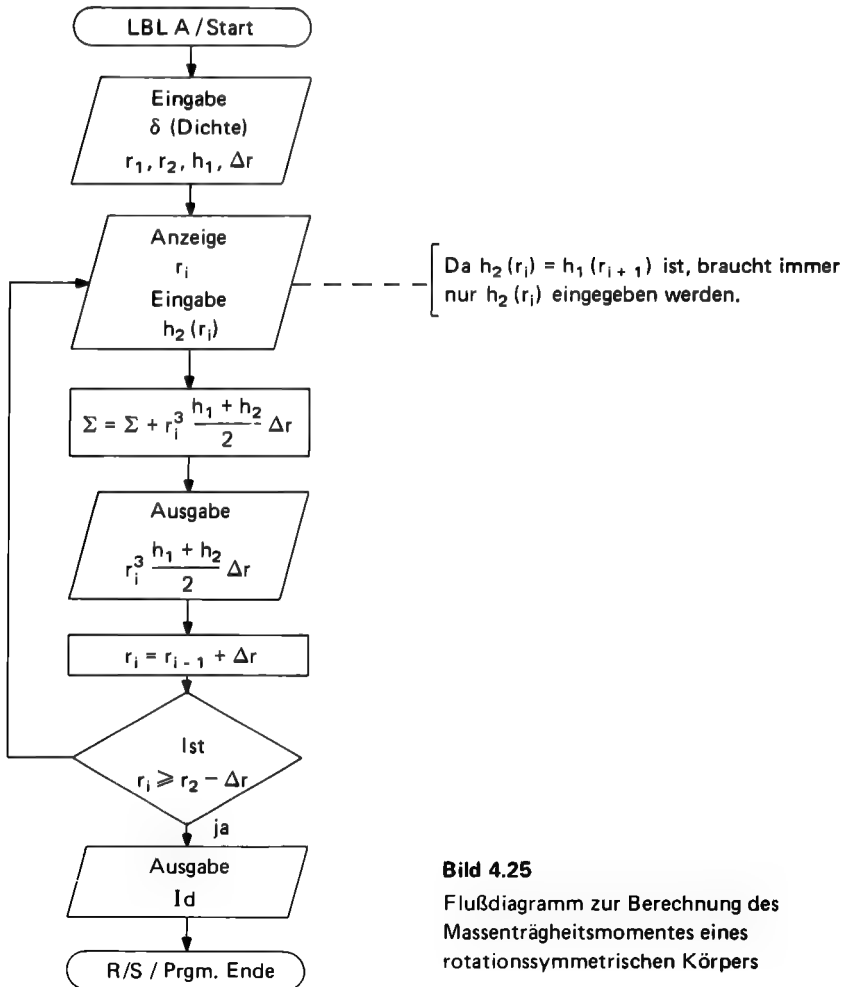 LBL A / Start
Eingabe
δ (Dichte)
r₁, r₂, h₁, Δr
Anzeige
rᵢ
Eingabe
h₂ (rᵢ)
Da h₂ (rᵢ) = h₁ (rᵢ ₊ ₁) ist, braucht immer
nur h₂ (rᵢ) eingegeben werden.
Σ = Σ + rᵢ³ (h₁ + h₂)/2 Δr
Ausgabe
rᵢ³ (h₁ + h₂)/2 Δr
rᵢ = rᵢ ₋ ₁ + Δr
Ist
rᵢ ⩾ r₂ − Δr
ja
Ausgabe
Id
R/S / Prgm. Ende
Bild 4.25
Flußdiagramm zur Berechnung des
Massenträgheitsmomentes eines
rotationssymmetrischen Körpers